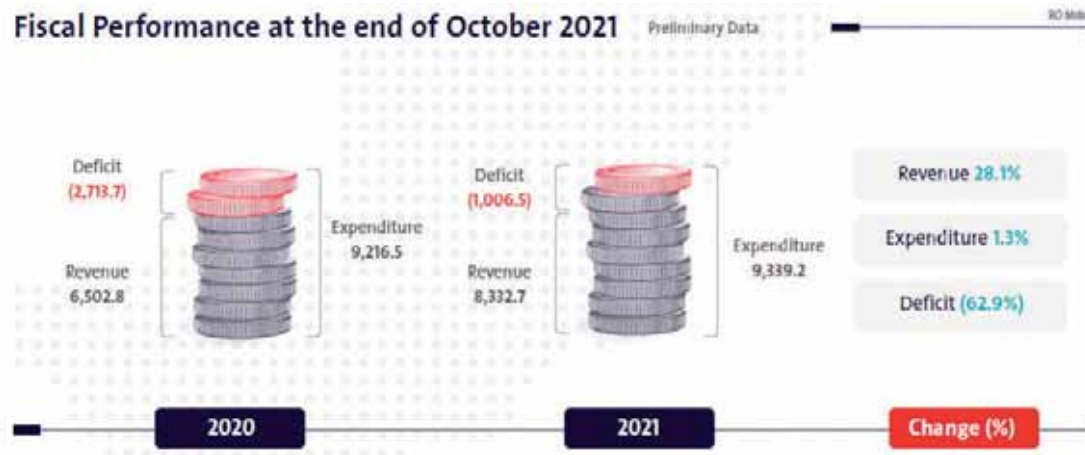 Fiscal Performance at the end of October 2021 Preliminary Data
Deficit
(2,713.7)
Revenue
6,502.8
Expenditure
9,216.5
Deficit
(1,006.5)
Revenue
8,332.7
Expenditure
9,339.2
Revenue 28.1%
Expenditure 1.3%
Deficit (62.9%)
2020
2021
Change (%)